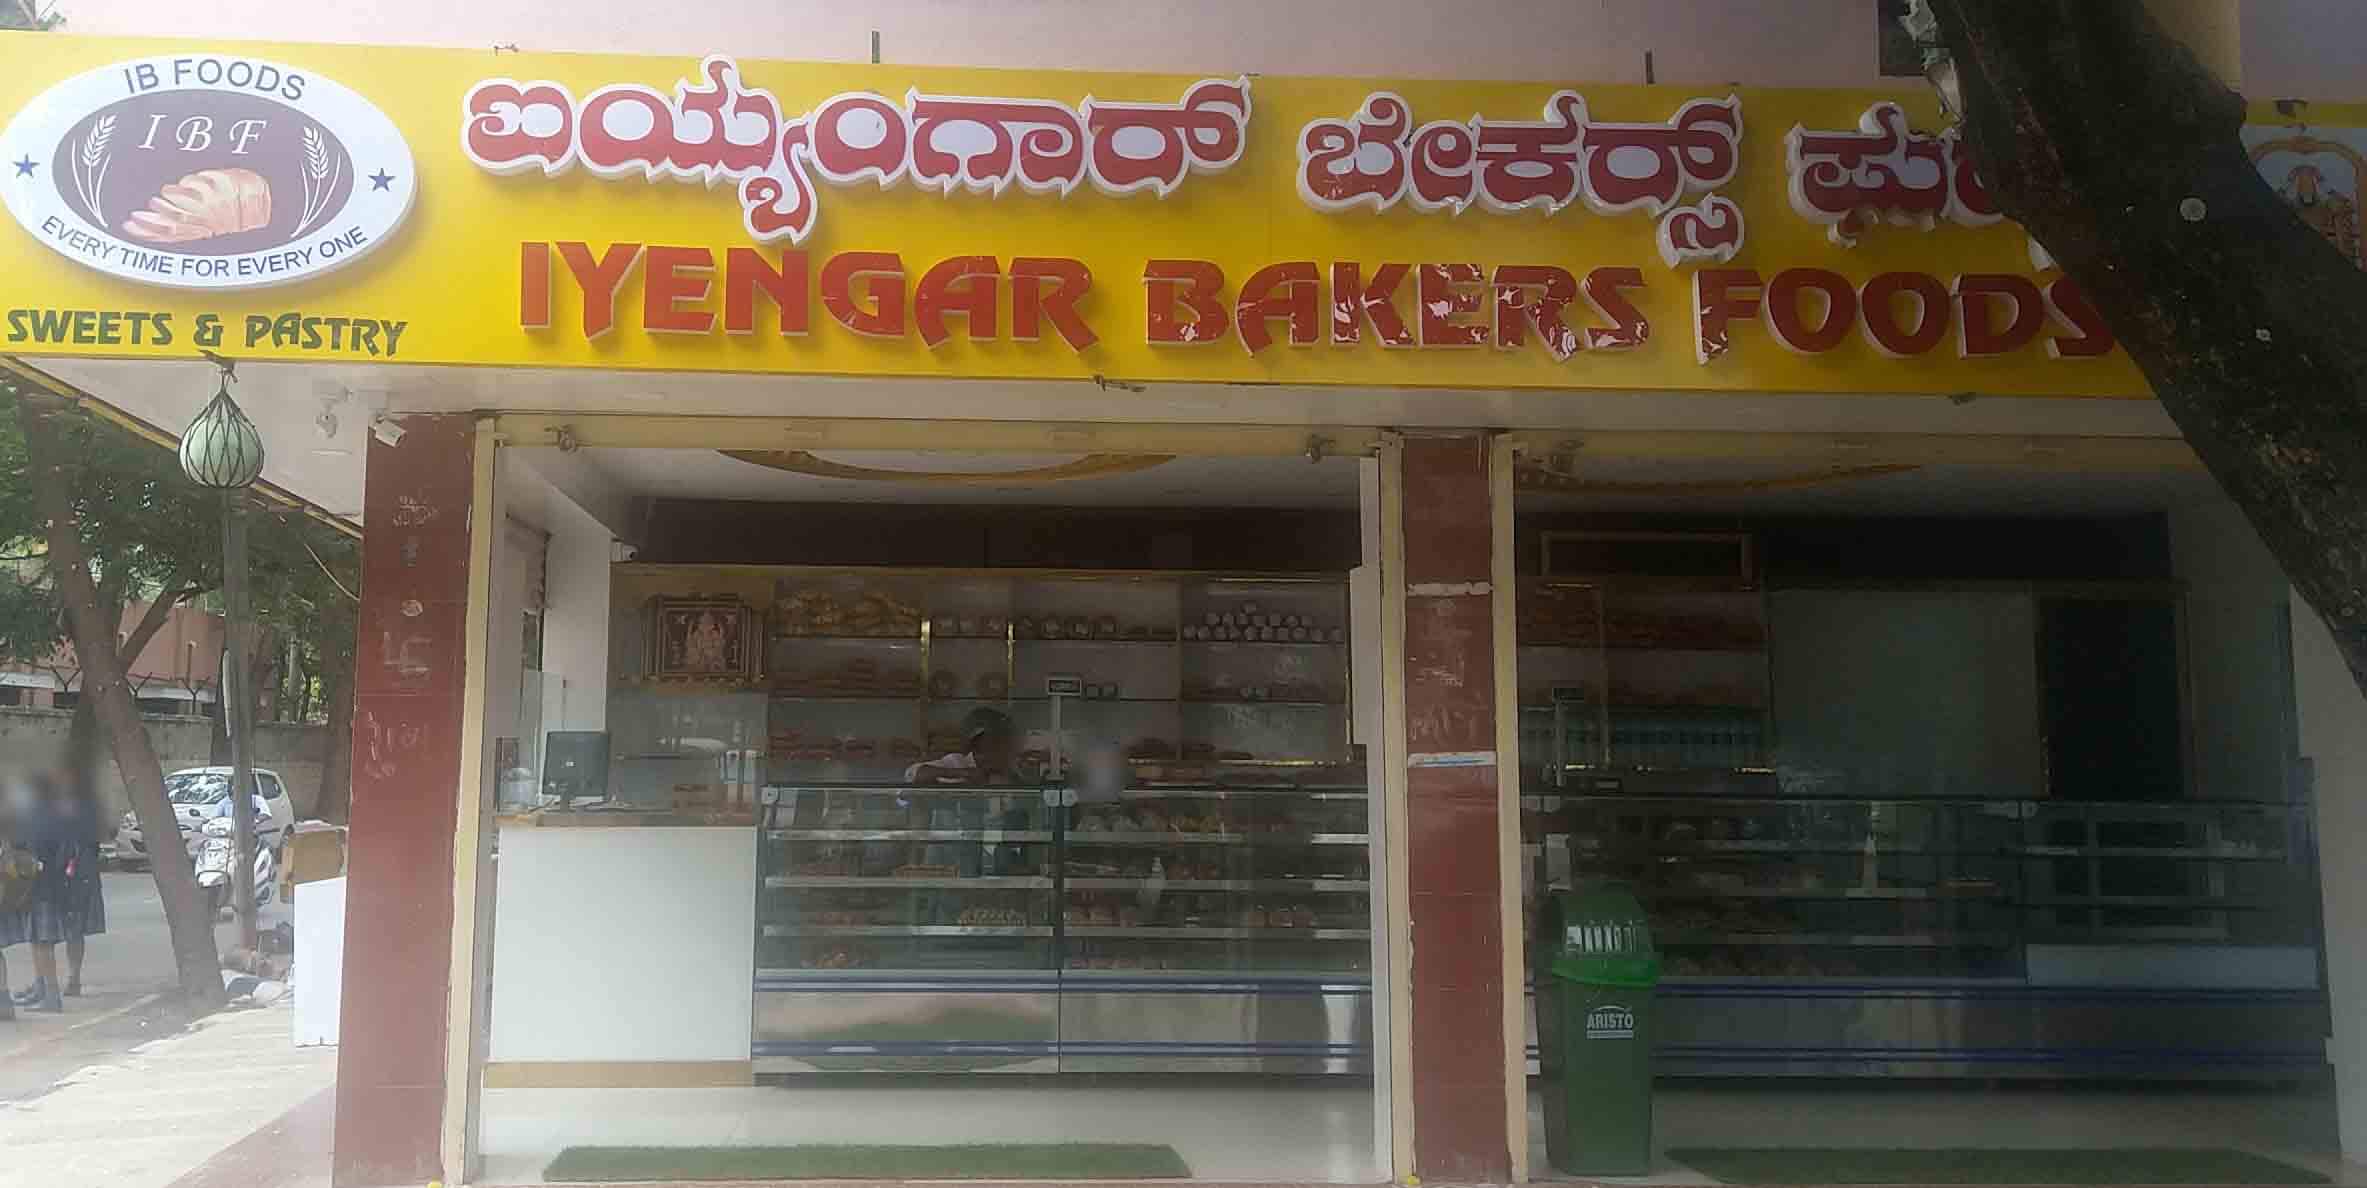 IB FOODS
IBF
EVERY TIME FOR EVERY ONE
SWEETS & PASTRY
ಐಯ್ಯಂಗಾರ್ ಬೇಕರ್ಸ್
IYENGAR BAKERS FOODS
ARISTO